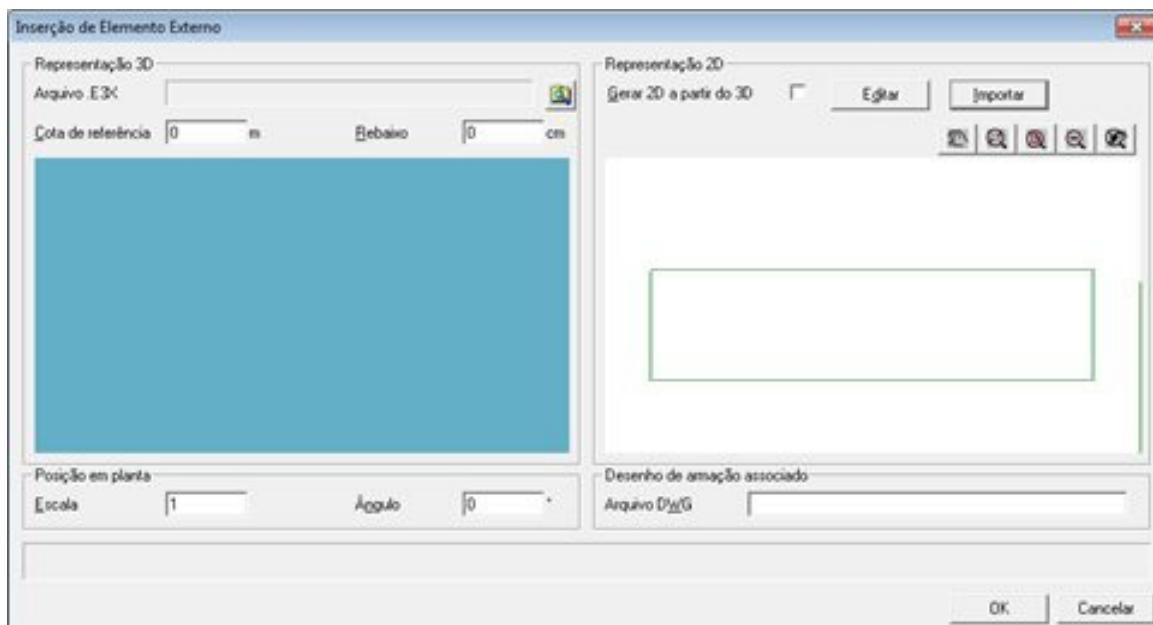 Inserção de Elemento Externo
Representação 3D
Arquivo .E3X
Cota de referência 0 m Rebaixo 0 cm
Representação 2D
Gerar 2D a partir do 3D Editar Importar
Posição em planta
Escala 1 Ângulo 0 °
Desenho de armação associado
Arquivo DWG
OK Cancelar